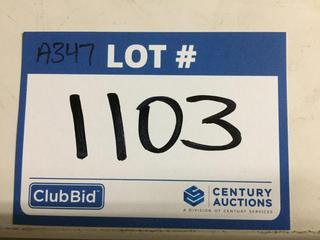 A347 LOT #
1103
ClubBid
CENTURY
AUCTIONS
A DIVISION OF CENTURY SERVICES